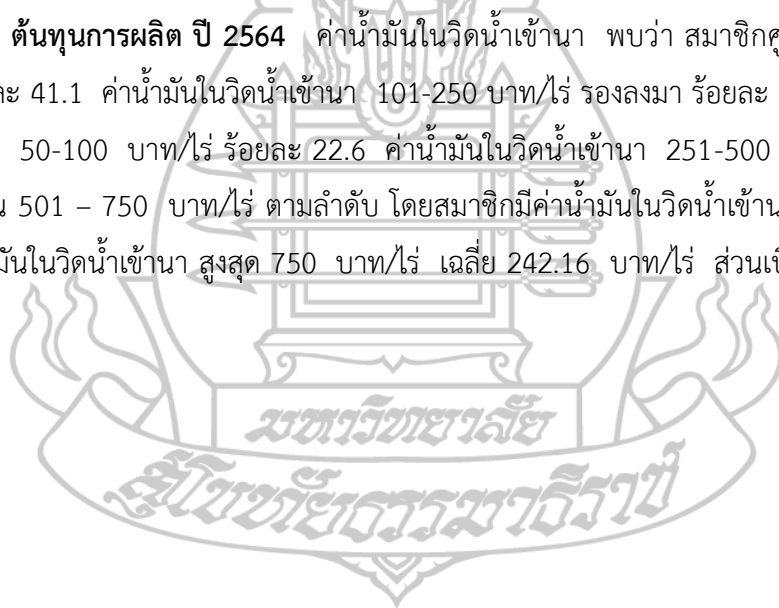 ต้นทุนการผลิต ปี 2564 ค่าน้ำมันในวิดน้ำเข้านา พบว่า สมาชิกศู
ละ 41.1 ค่าน้ำมันในวิดน้ำเข้านา 101-250 บาท/ไร่ รองลงมา ร้อยละ
50-100 บาท/ไร่ ร้อยละ 22.6 ค่าน้ำมันในวิดน้ำเข้านา 251-500
น 501 – 750 บาท/ไร่ ตามลำดับ โดยสมาชิกมีค่าน้ำมันในวิดน้ำเข้าน
มันในวิดน้ำเข้านา สูงสุด 750 บาท/ไร่ เฉลี่ย 242.16 บาท/ไร่ ส่วนเบ
มหาวิทยาลัย
สุโขทัยธรรมาธิราช